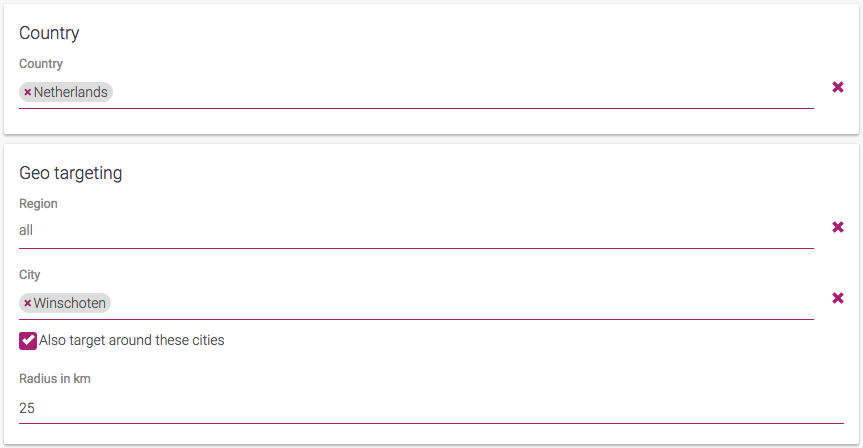 Country
Country
Netherlands
Geo targeting
Region
all
City
Winschoten
Also target around these cities
Radius in km
25